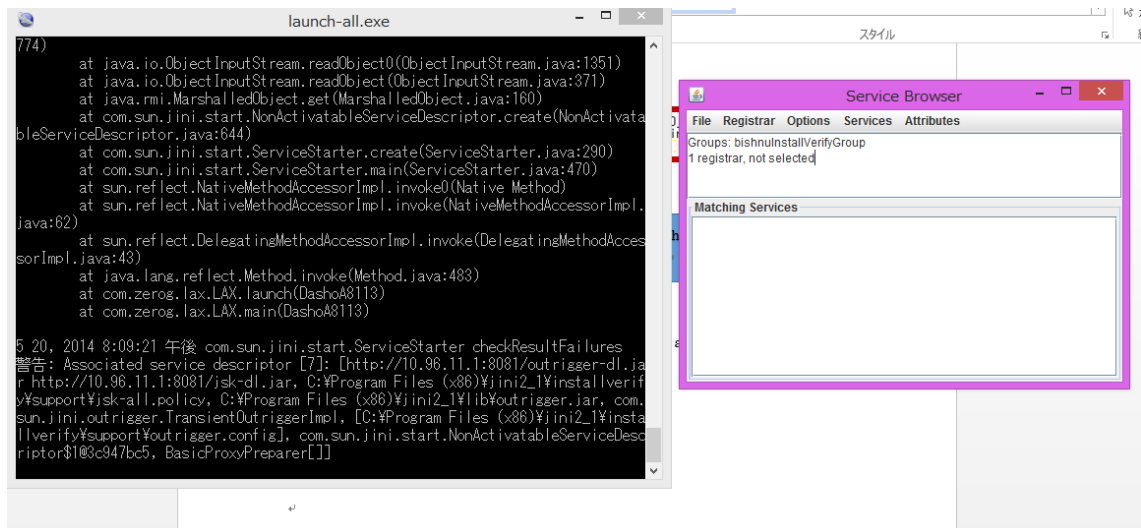 launch-all.exe
774)
at java.io.ObjectInputStream.readObject0(ObjectInputStream.java:1351)
at java.io.ObjectInputStream.readObject(ObjectInputStream.java:371)
at java.rmi.MarshalledObject.get(MarshalledObject.java:160)
at com.sun.jini.start.NonActivatableServiceDescriptor.create(NonActivata
bleServiceDescriptor.java:644)
at com.sun.jini.start.ServiceStarter.create(ServiceStarter.java:290)
at com.sun.jini.start.ServiceStarter.main(ServiceStarter.java:470)
at sun.reflect.NativeMethodAccessorImpl.invoke0(Native Method)
at sun.reflect.NativeMethodAccessorImpl.invoke(NativeMethodAccessorImpl.
java:62)
at sun.reflect.DelegatingMethodAccessorImpl.invoke(DelegatingMethodAcces
sorImpl.java:43)
at java.lang.reflect.Method.invoke(Method.java:483)
at com.zerog.lax.LAX.launch(DashoA8113)
at com.zerog.lax.LAX.main(DashoA8113)
5 20, 2014 8:09:21 午後 com.sun.jini.start.ServiceStarter checkResultFailures
警告: Associated service descriptor [7]: [http://10.96.11.1:8081/outrigger-dl.ja
r http://10.96.11.1:8081/jsk-dl.jar, C:¥Program Files (x86)¥jini2_1¥installverif
y¥support¥jsk-all.policy, C:¥Program Files (x86)¥jini2_1¥lib¥outrigger.jar, com.
sun.jini.outrigger.TransientOutriggerImpl, [C:¥Program Files (x86)¥jini2_1¥insta
llverify¥support¥outrigger.config], com.sun.jini.start.NonActivatableServiceDesc
riptor$1@3c947bc5, BasicProxyPreparer[]]
スタイル
Service Browser
File Registrar Options Services Attributes
Groups: bishnuInstallVerifyGroup
1 registrar, not selected
Matching Services